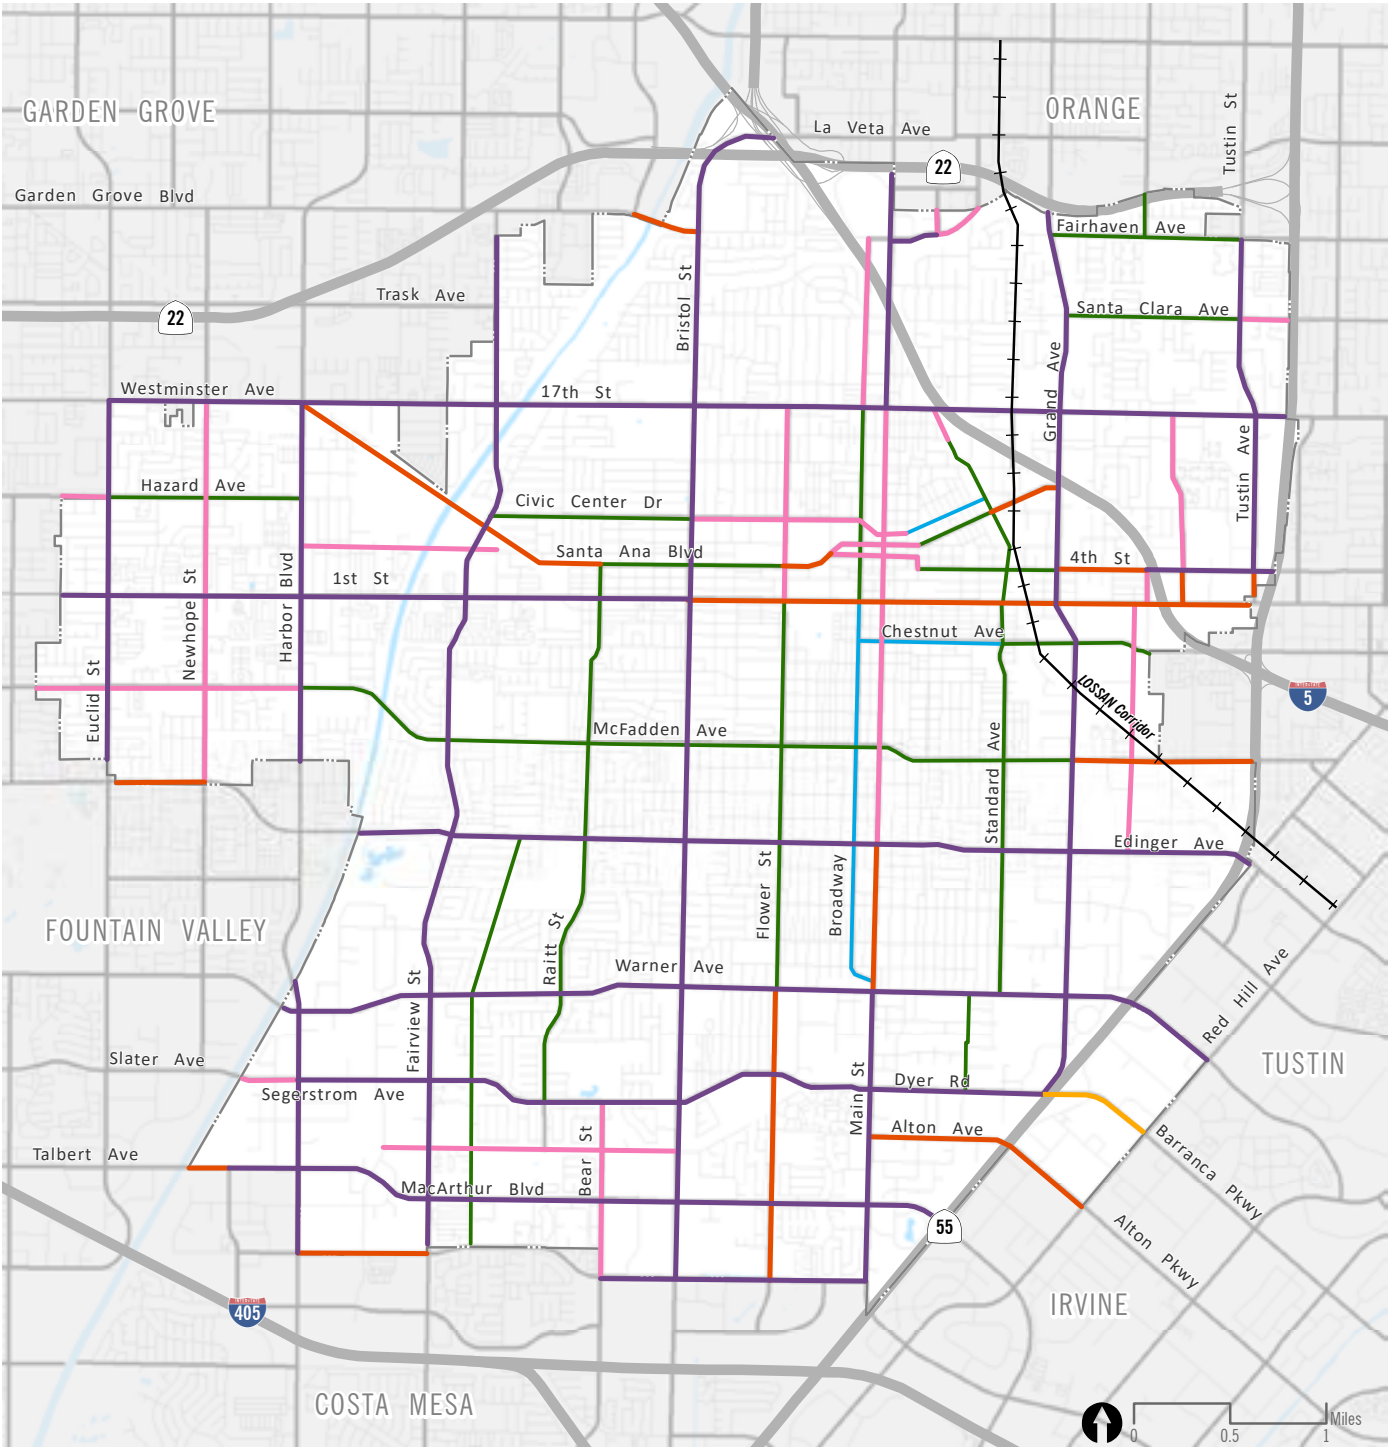 GARDEN GROVE
ORANGE
Tustin St
La Veta Ave
22
Garden Grove Blvd
Fairhaven Ave
Trask Ave
Bristol St
Santa Clara Ave
22
Westminster Ave
17th St
Grand Ave
Tustin Ave
Hazard Ave
Civic Center Dr
Santa Ana Blvd
4th St
1st St
Newhope St
Harbor Blvd
Chestnut Ave
Euclid St
5
LOSSAN Corridor
McFadden Ave
Standard Ave
Edinger Ave
Flower St
Broadway
FOUNTAIN VALLEY
Raitt St
Warner Ave
Fairview St
Red Hill Ave
Slater Ave
TUSTIN
Segerstrom Ave
Dyer Rd
Main St
Alton Ave
Bear St
Barranca Pkwy
Talbert Ave
MacArthur Blvd
55
Alton Pkwy
405
IRVINE
COSTA MESA
Miles
0 0.5 1